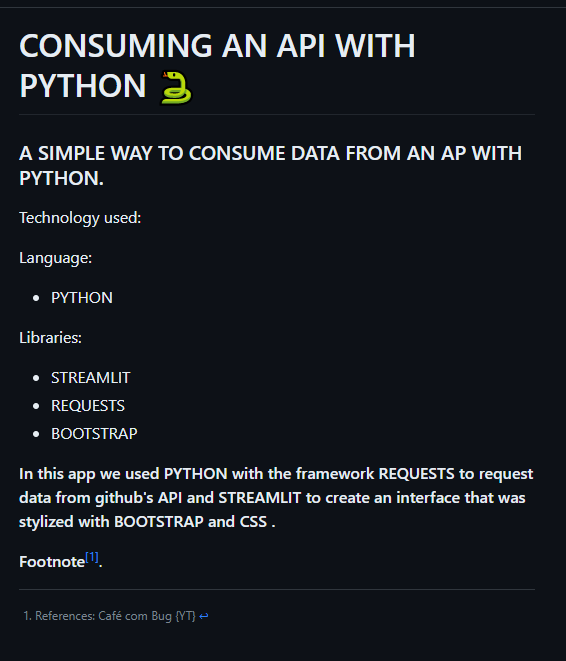 CONSUMING AN API WITH
PYTHON 🐍
A SIMPLE WAY TO CONSUME DATA FROM AN AP WITH
PYTHON.
Technology used:
Language:
• PYTHON
Libraries:
• STREAMLIT
• REQUESTS
• BOOTSTRAP
In this app we used PYTHON with the framework REQUESTS to request
data from github's API and STREAMLIT to create an interface that was
stylized with BOOTSTRAP and CSS .
Footnote[1].
1. References: Café com Bug {YT} ↩